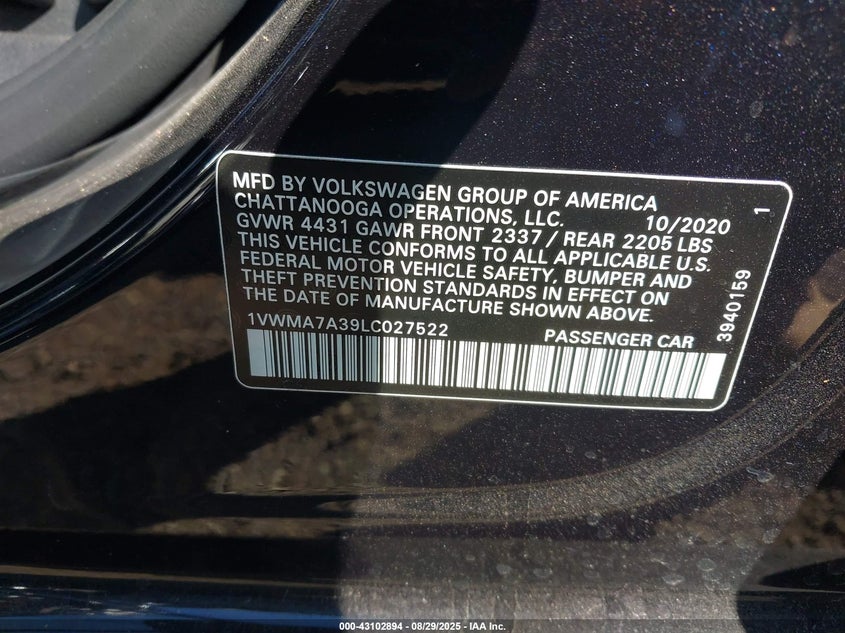 MFD BY VOLKSWAGEN GROUP OF AMERICA
CHATTANOOGA OPERATIONS, LLC. 10/2020
GVWR 4431 GAWR FRONT 2337 / REAR 2205 LBS
THIS VEHICLE CONFORMS TO ALL APPLICABLE U.S.
FEDERAL MOTOR VEHICLE SAFETY, BUMPER AND
THEFT PREVENTION STANDARDS IN EFFECT ON
THE DATE OF MANUFACTURE SHOWN ABOVE.
1VWMA7A39LC027522 PASSENGER CAR
3940159 1
000-43102894 - 08/29/2025 - IAA Inc.